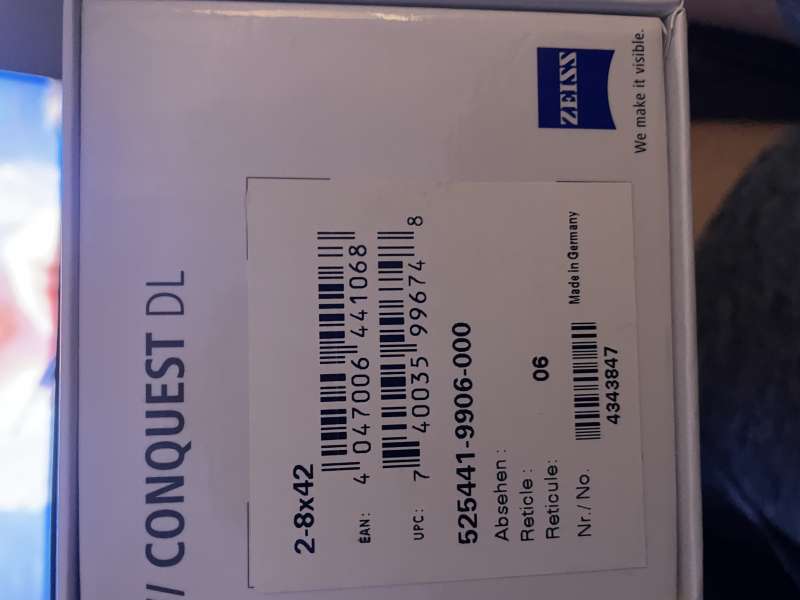 ZEISS
We make it visible.
// CONQUEST DL
2-8x42
EAN: 4 047006 441068
UPC: 7 40035 99674 8
525441-9906-000
Absehen :
Reticle : 06
Reticule:
Nr./ No. 4343847 Made in Germany